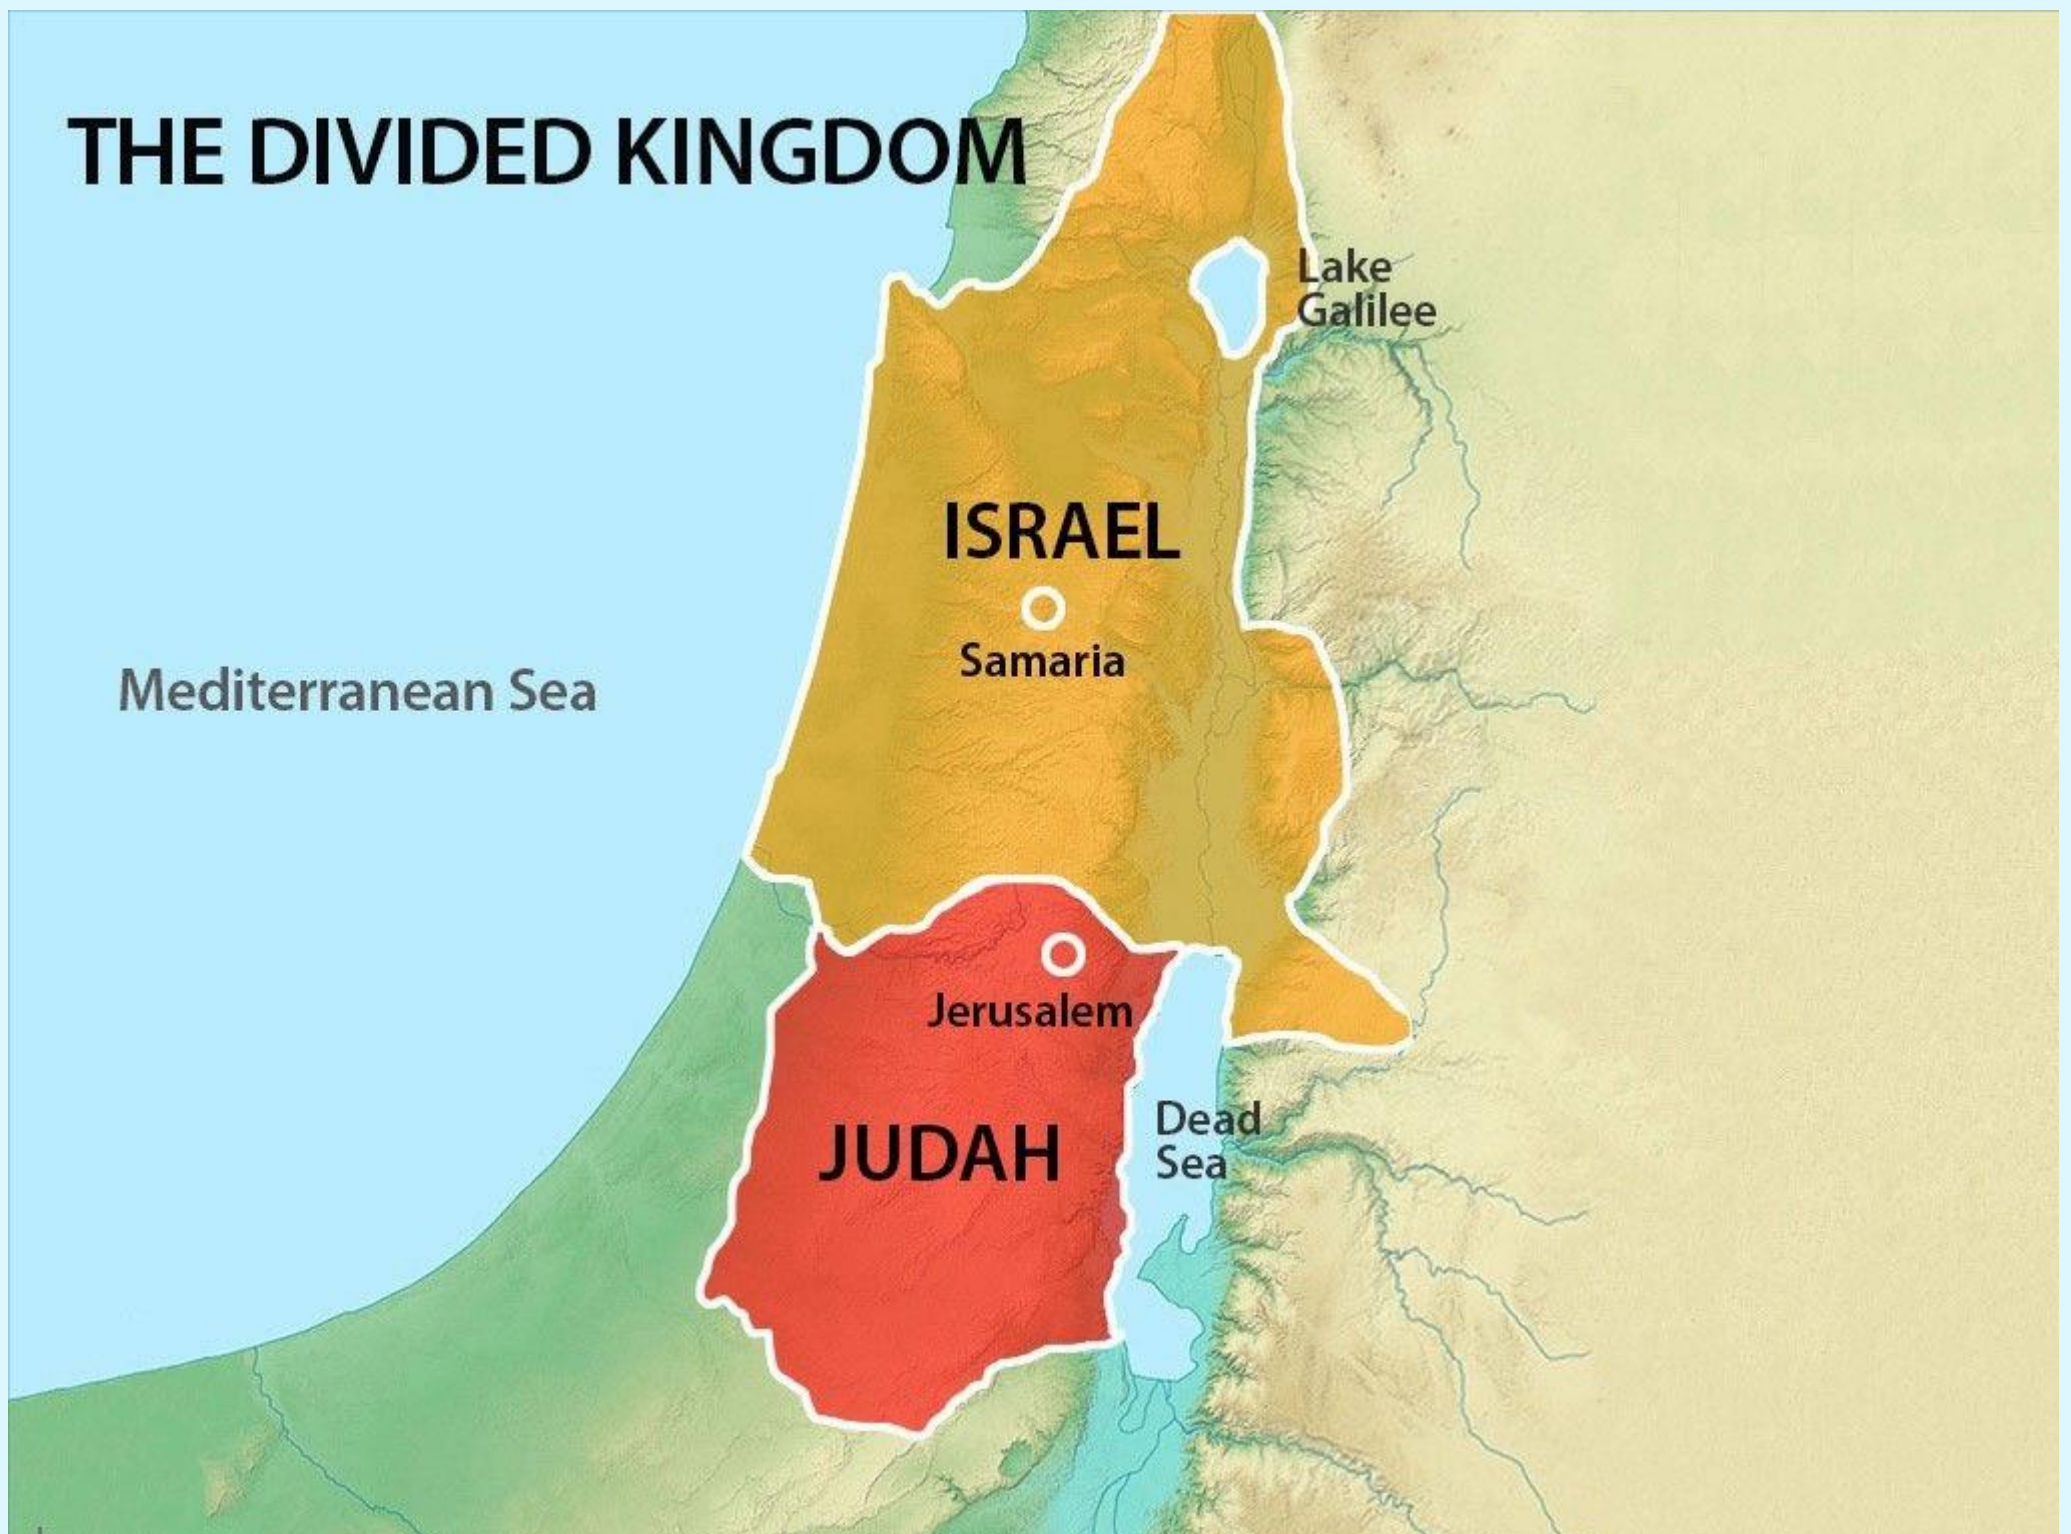 THE DIVIDED KINGDOM
Lake
Galilee
ISRAEL
Samaria
Mediterranean Sea
Jerusalem
JUDAH
Dead
Sea